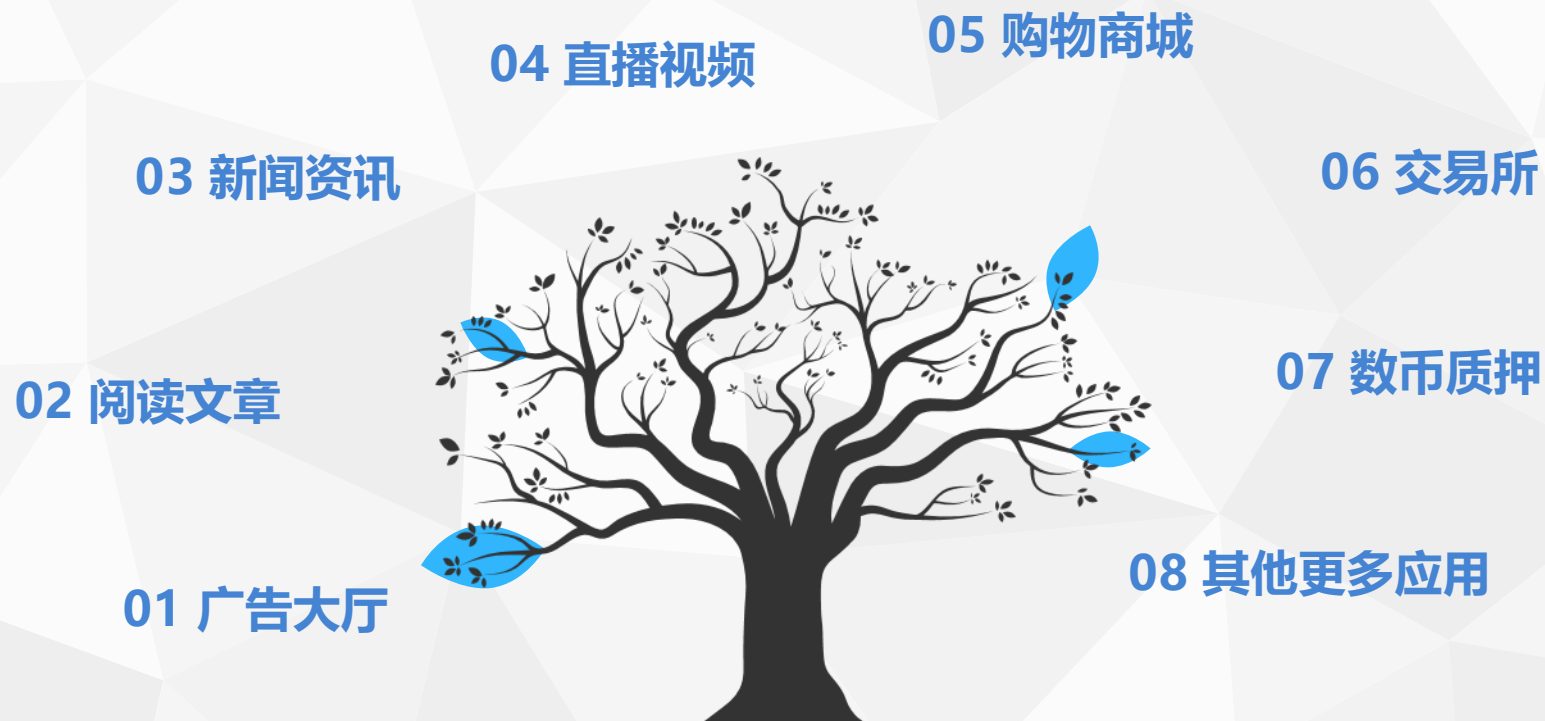 01 广告大厅
02 阅读文章
03 新闻资讯
04 直播视频
05 购物商城
06 交易所
07 数币质押
08 其他更多应用